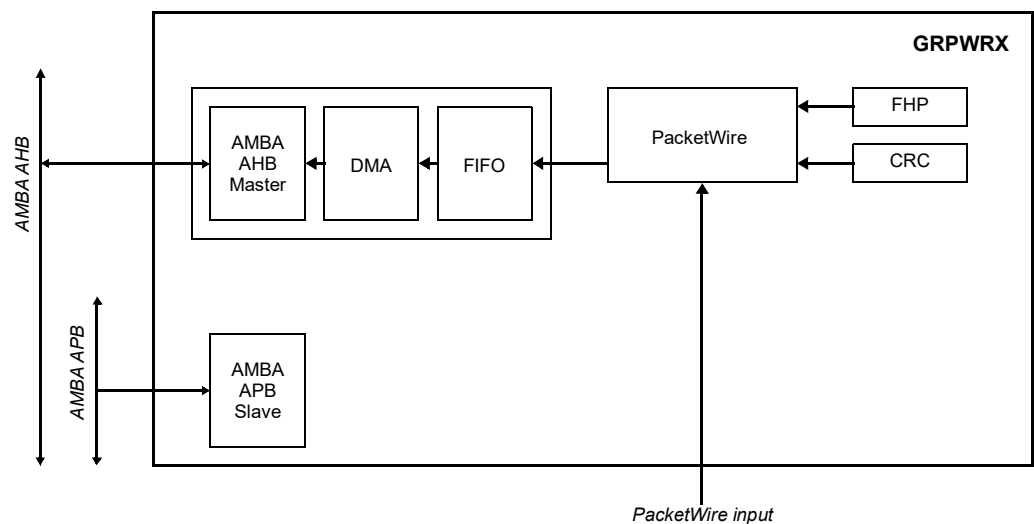 GRPWRX
AMBA AHB
AMBA
AHB
Master
DMA
FIFO
PacketWire
FHP
CRC
AMBA APB
AMBA
APB
Slave
PacketWire input